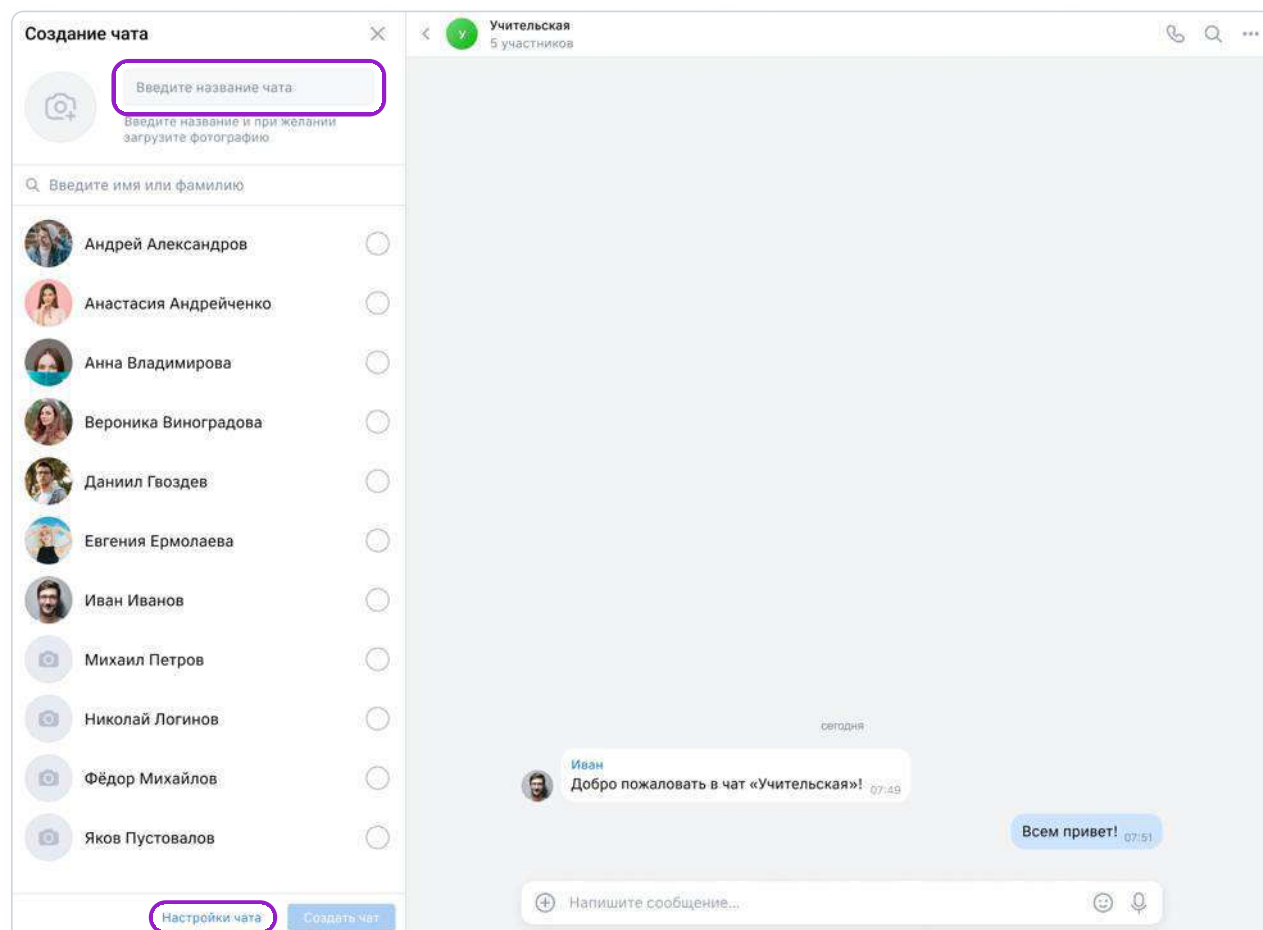 Создание чата
Введите название чата
Введите название и при желании
загрузите фотографию
Введите имя или фамилию
Андрей Александров
Анастасия Андрейченко
Анна Владимирова
Вероника Виноградова
Даниил Гвоздев
Евгения Ермолаева
Иван Иванов
Михаил Петров
Николай Логинов
Фёдор Михайлов
Яков Пустовалов
Настройки чата
Создать чат
У
Учительская
5 участников
сегодня
Иван
Добро пожаловать в чат «Учительская»! 07:49
Всем привет! 07:51
Напишите сообщение...